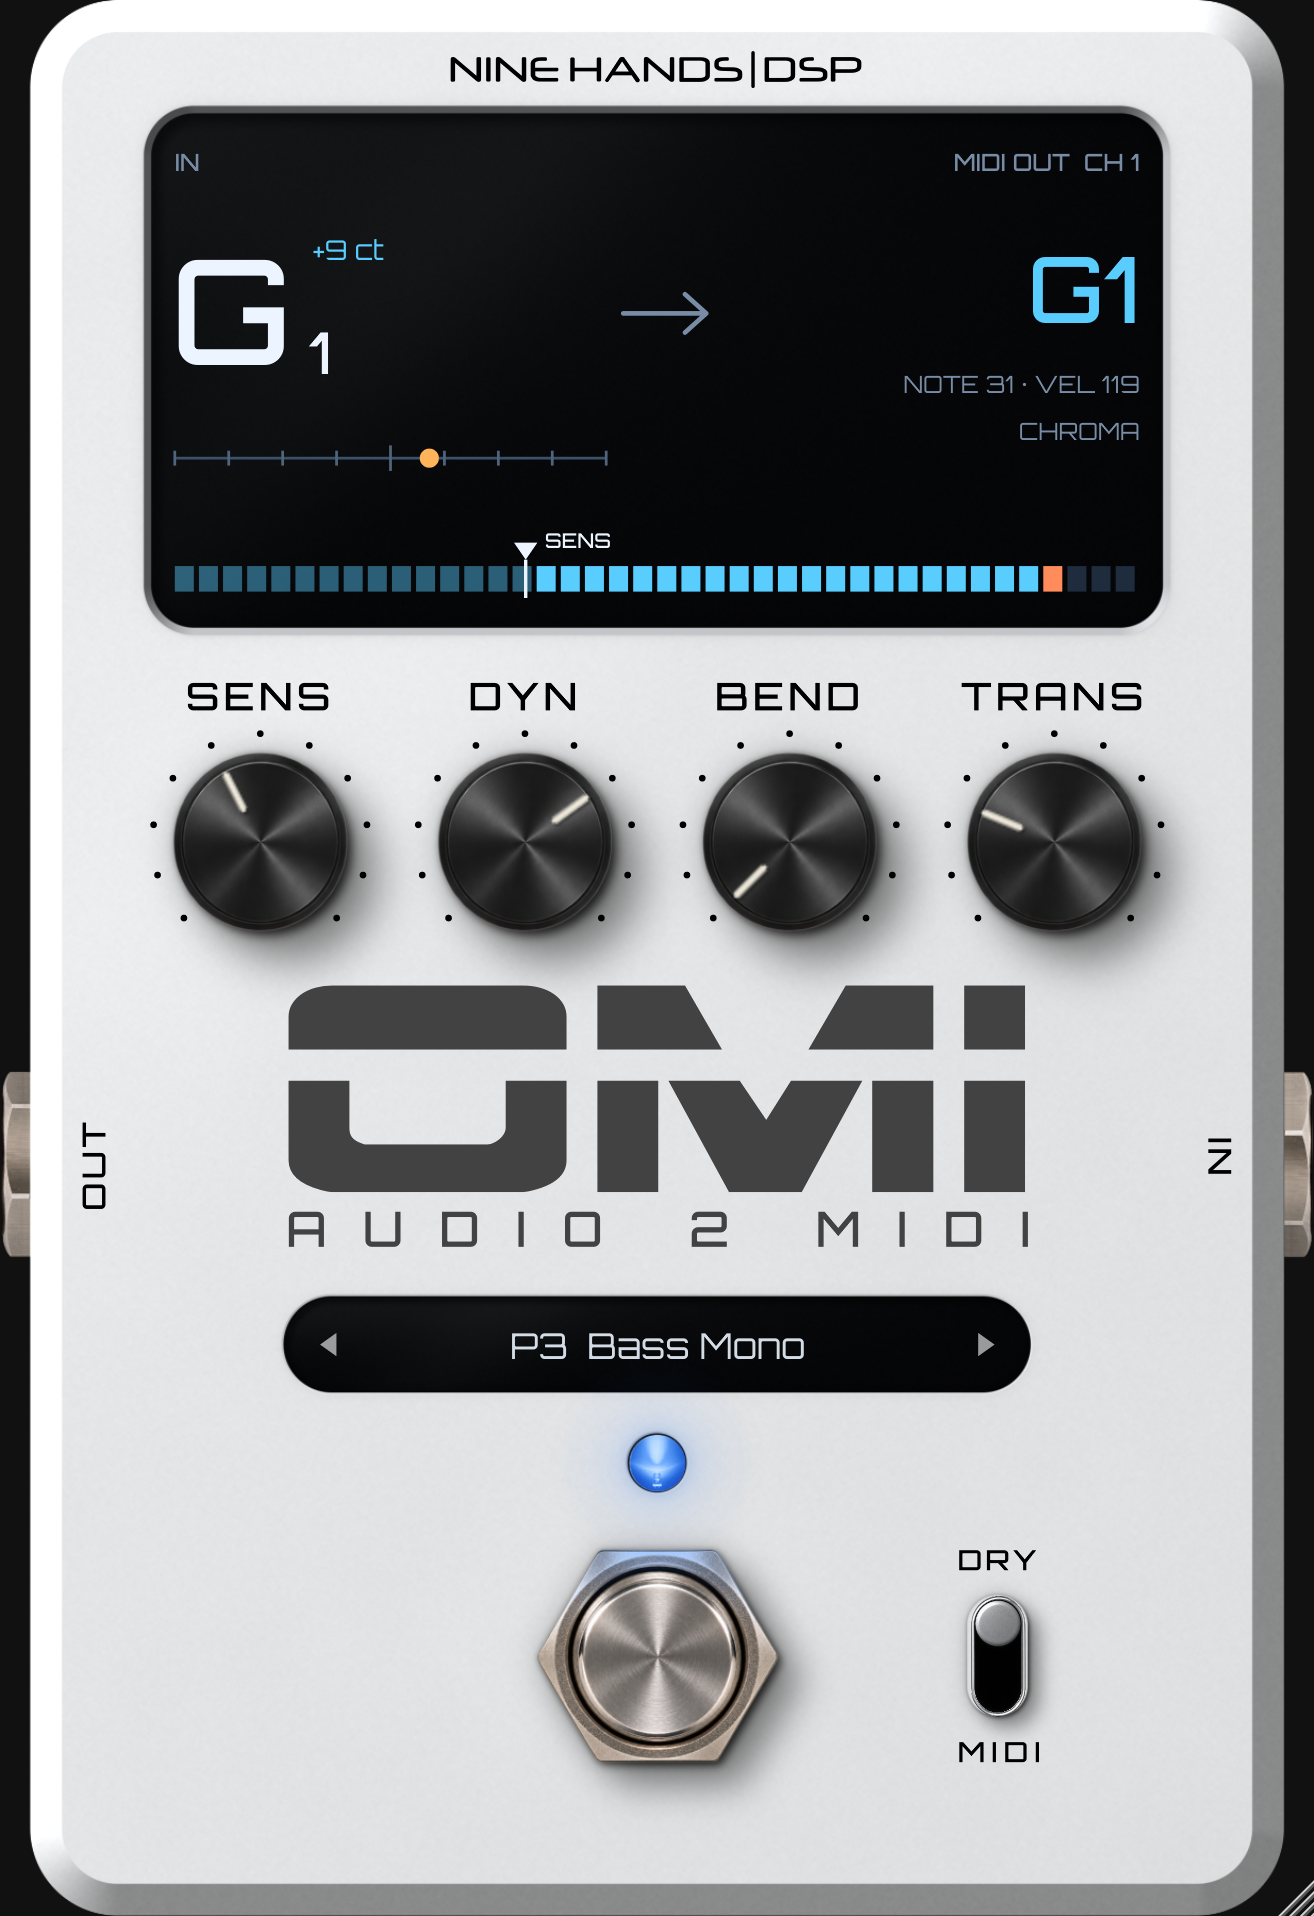 NINE HANDS|DSP
IN
MIDI OUT CH 1
+9 ct
G1
G1
NOTE 31 · VEL 119
CHROMA
SENS
SENS DYN BEND TRANS
OMI
AUDIO 2 MIDI
OUT
IN
P3 Bass Mono
DRY
MIDI